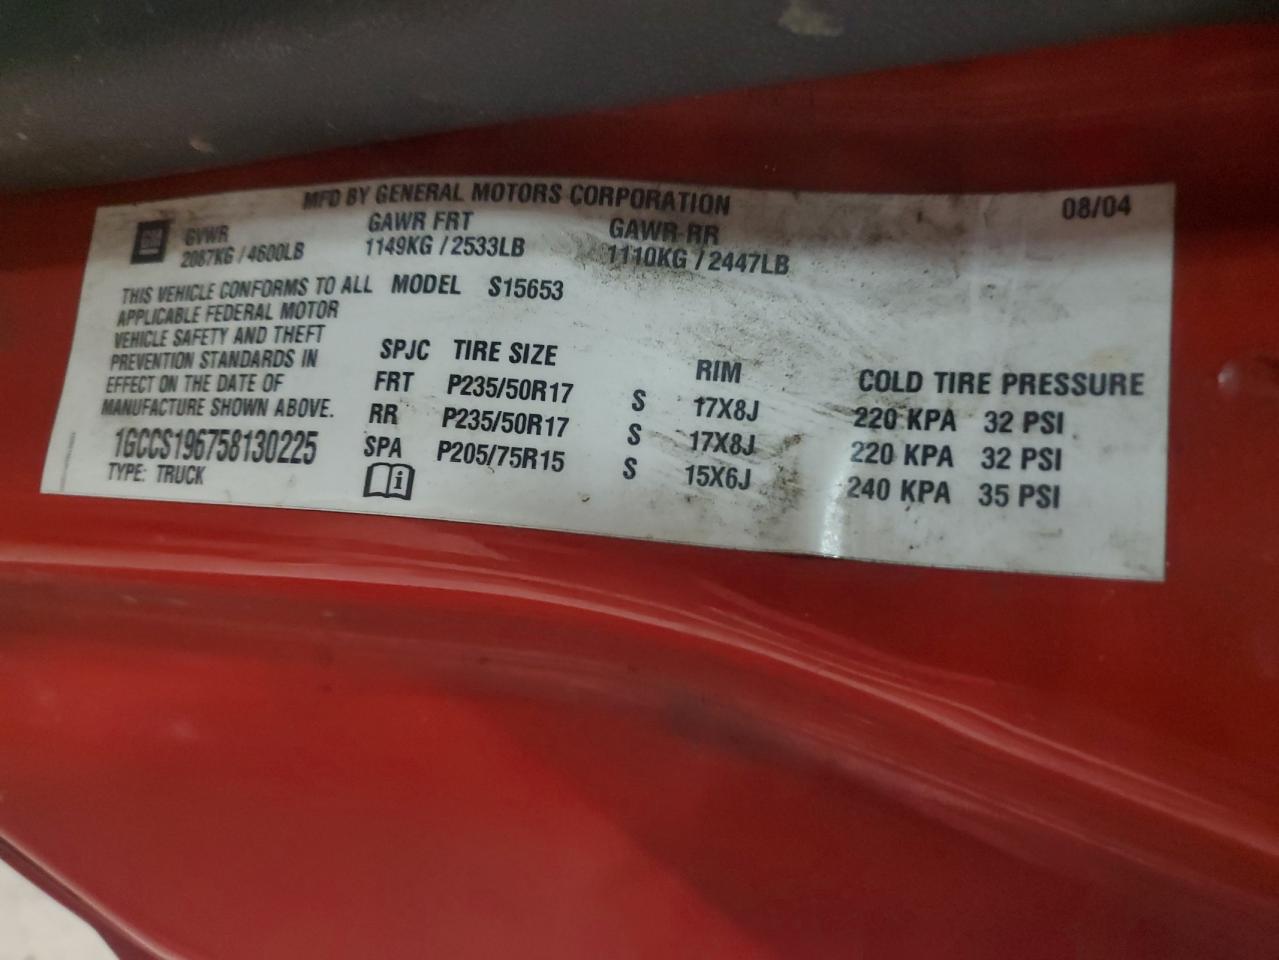 MFD BY GENERAL MOTORS CORPORATION 08/04
GM GVWR GAWR FRT GAWR RR
2087KG / 4600LB 1149KG / 2533LB 1110KG / 2447LB
THIS VEHICLE CONFORMS TO ALL MODEL S15653
APPLICABLE FEDERAL MOTOR
VEHICLE SAFETY AND THEFT
PREVENTION STANDARDS IN
EFFECT ON THE DATE OF
MANUFACTURE SHOWN ABOVE.
1GCCS196758130225
TYPE: TRUCK
SPJC TIRE SIZE RIM COLD TIRE PRESSURE
FRT P235/50R17 S 17X8J 220 KPA 32 PSI
RR P235/50R17 S 17X8J 220 KPA 32 PSI
SPA P205/75R15 S 15X6J 240 KPA 35 PSI